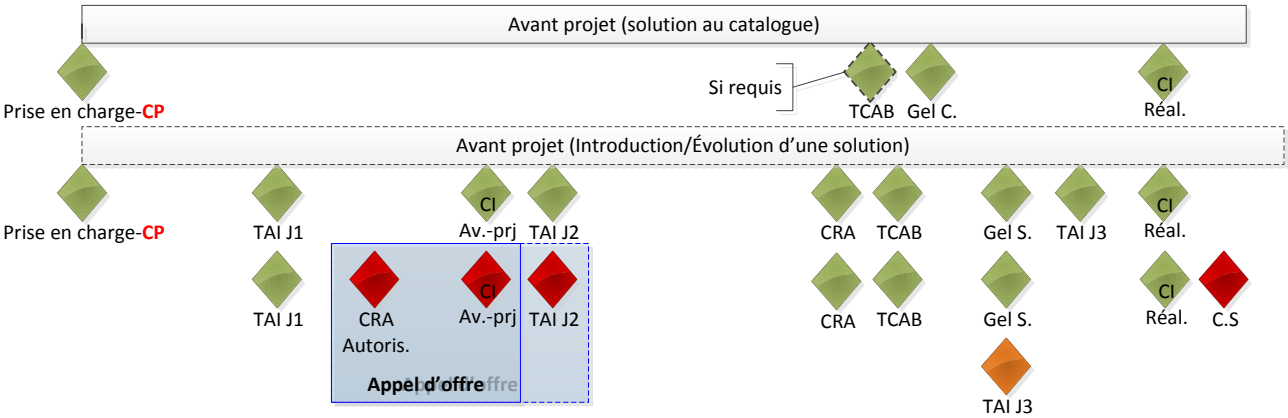 Avant projet (solution au catalogue)
Si requis
CI
Prise en charge-CP
TCAB
Gel C.
Réal.
Avant projet (Introduction/Évolution d’une solution)
CI
CI
Prise en charge-CP
TAI J1
Av.-prj
TAI J2
CRA
TCAB
Gel S.
TAI J3
Réal.
CI
CI
TAI J1
CRA
Autoris.
Av.-prj
TAI J2
CRA
TCAB
Gel S.
Réal.
C.S
Appel d’offre
Appel d’offre
TAI J3